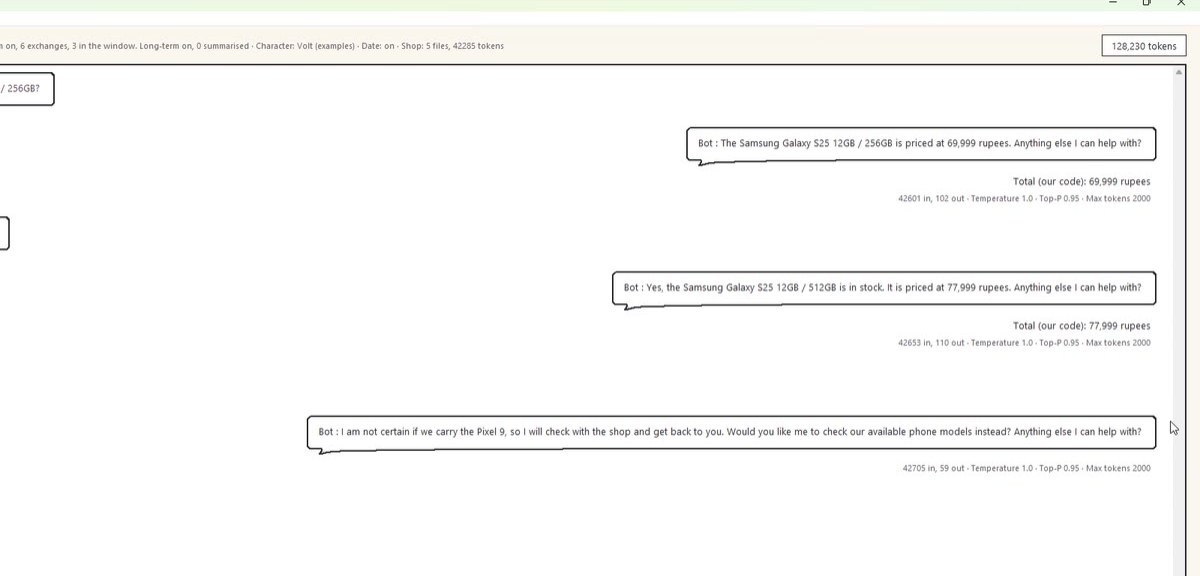 on, 6 exchanges, 3 in the window. Long-term on, 0 summarised · Character: Volt (examples) · Date: on · Shop: 5 files, 42285 tokens
128,230 tokens
/ 256GB?
Bot : The Samsung Galaxy S25 12GB / 256GB is priced at 69,999 rupees. Anything else I can help with?
Total (our code): 69,999 rupees
42601 in, 102 out · Temperature 1.0 · Top-P 0.95 · Max tokens 2000
Bot : Yes, the Samsung Galaxy S25 12GB / 512GB is in stock. It is priced at 77,999 rupees. Anything else I can help with?
Total (our code): 77,999 rupees
42653 in, 110 out · Temperature 1.0 · Top-P 0.95 · Max tokens 2000
Bot : I am not certain if we carry the Pixel 9, so I will check with the shop and get back to you. Would you like me to check our available phone models instead? Anything else I can help with?
42705 in, 59 out · Temperature 1.0 · Top-P 0.95 · Max tokens 2000